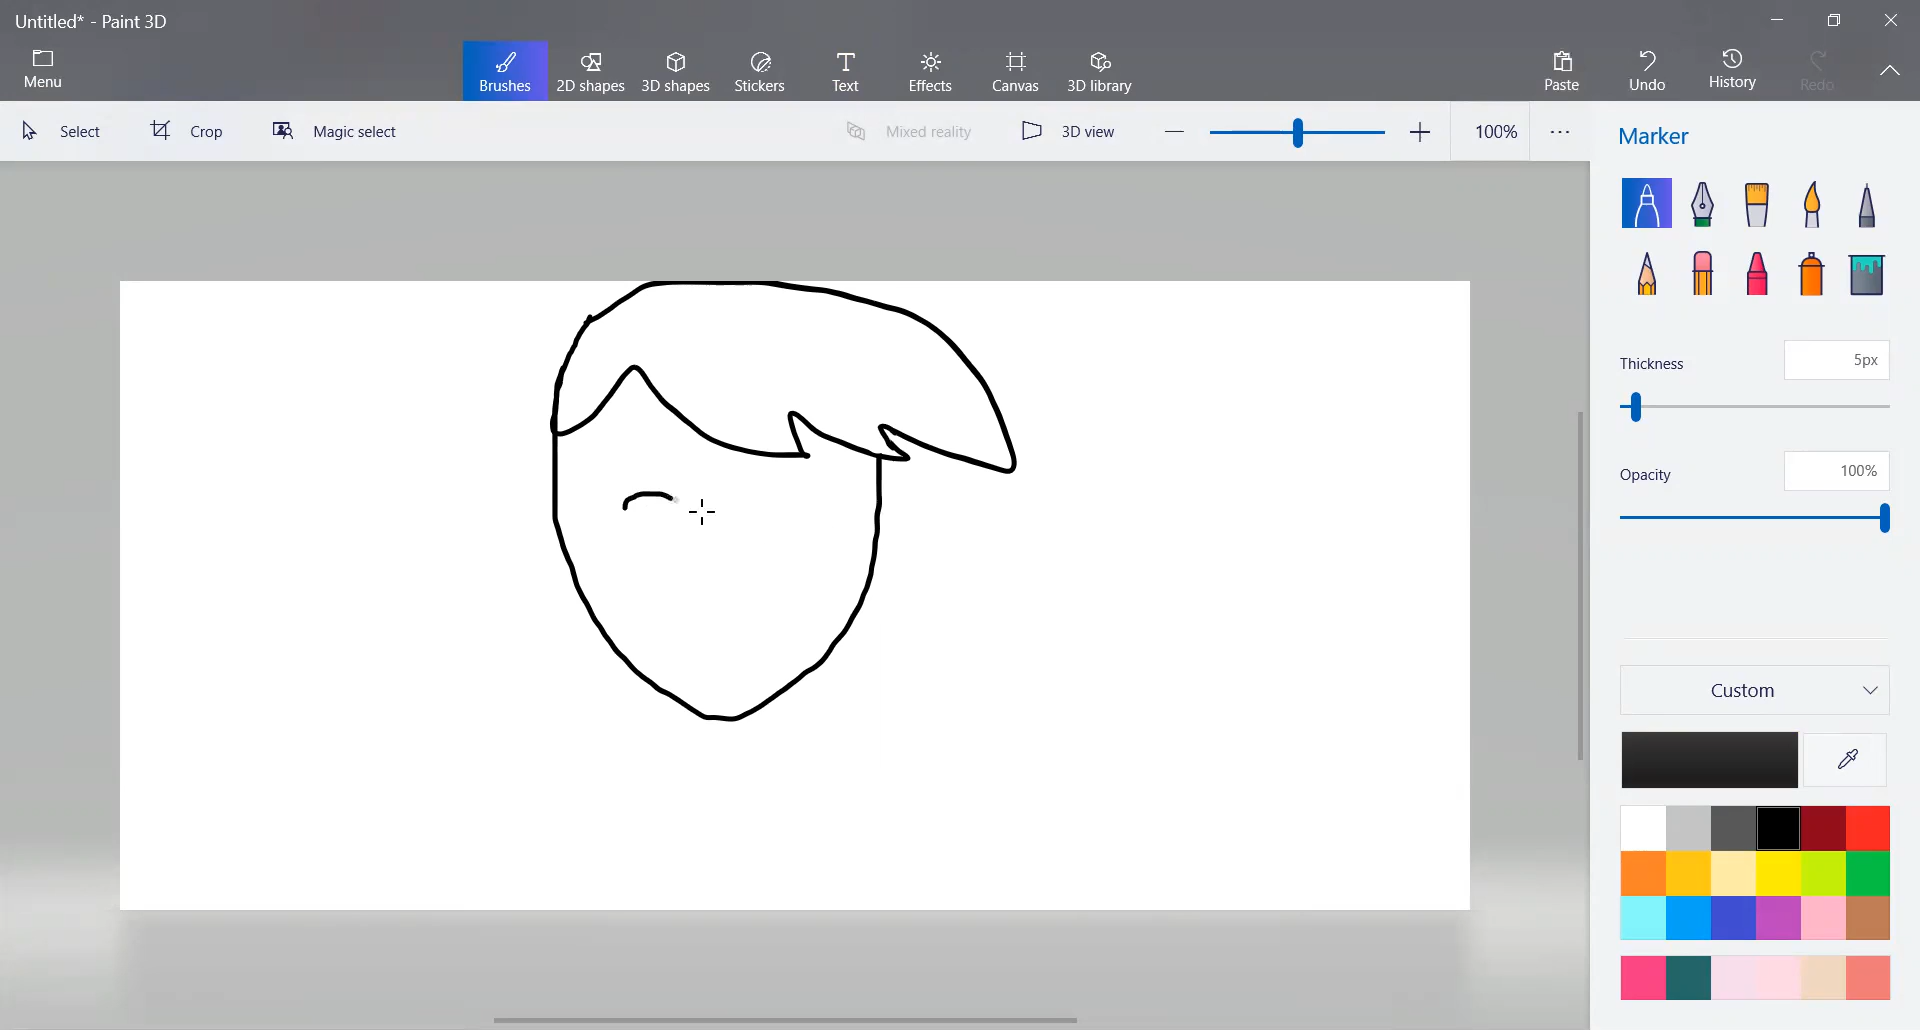 Untitled* - Paint 3D
Menu
Brushes
2D shapes
3D shapes
Stickers
Text
Effects
Canvas
3D library
Paste
Undo
History
Redo
Select
Crop
Magic select
Mixed reality
3D view
100%
Marker
Thickness
5px
Opacity
100%
Custom